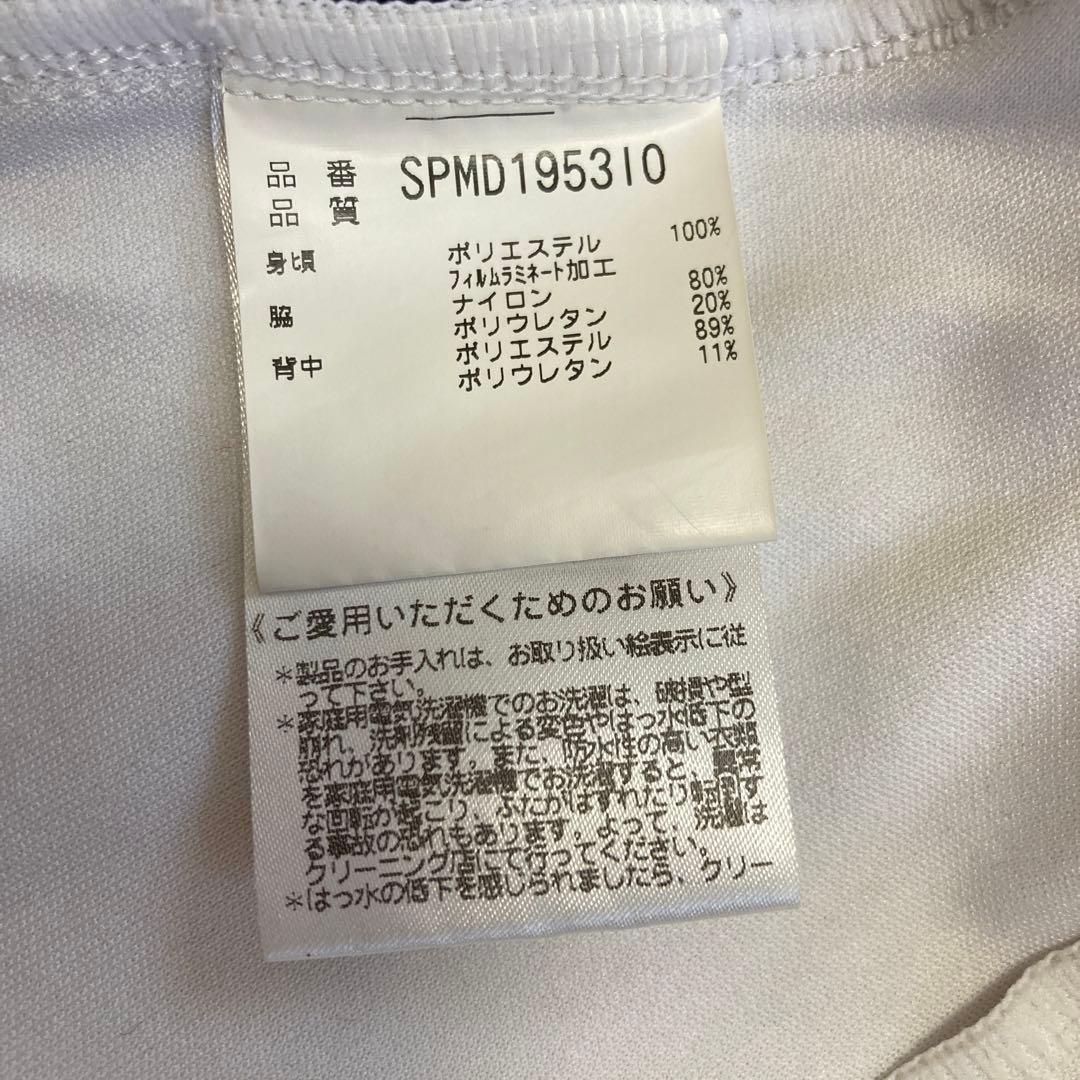 品 番 SPMD1953I0
品 質
身頃 ポリエステル 100%
フィルムラミネート加工
脇 ナイロン 80%
ポリウレタン 20%
背中 ポリエステル 89%
ポリウレタン 11%
《ご愛用いただくためのお願い》
*製品のお手入れは、お取り扱い絵表示に従
って下さい。
*家庭用電気洗濯機でのお洗濯は、破損や型
崩れ、洗剤残留による変色やはっ水低下の
恐れがあります。また、防水性の高い衣類
を家庭用電気洗濯機でお洗濯すると、異常
な回転が起こり、ふたがはずれたり転倒す
る事故の恐れもあります。よって、洗濯は
クリーニング店にて行ってください。
*はっ水の低下を感じられましたら、クリー